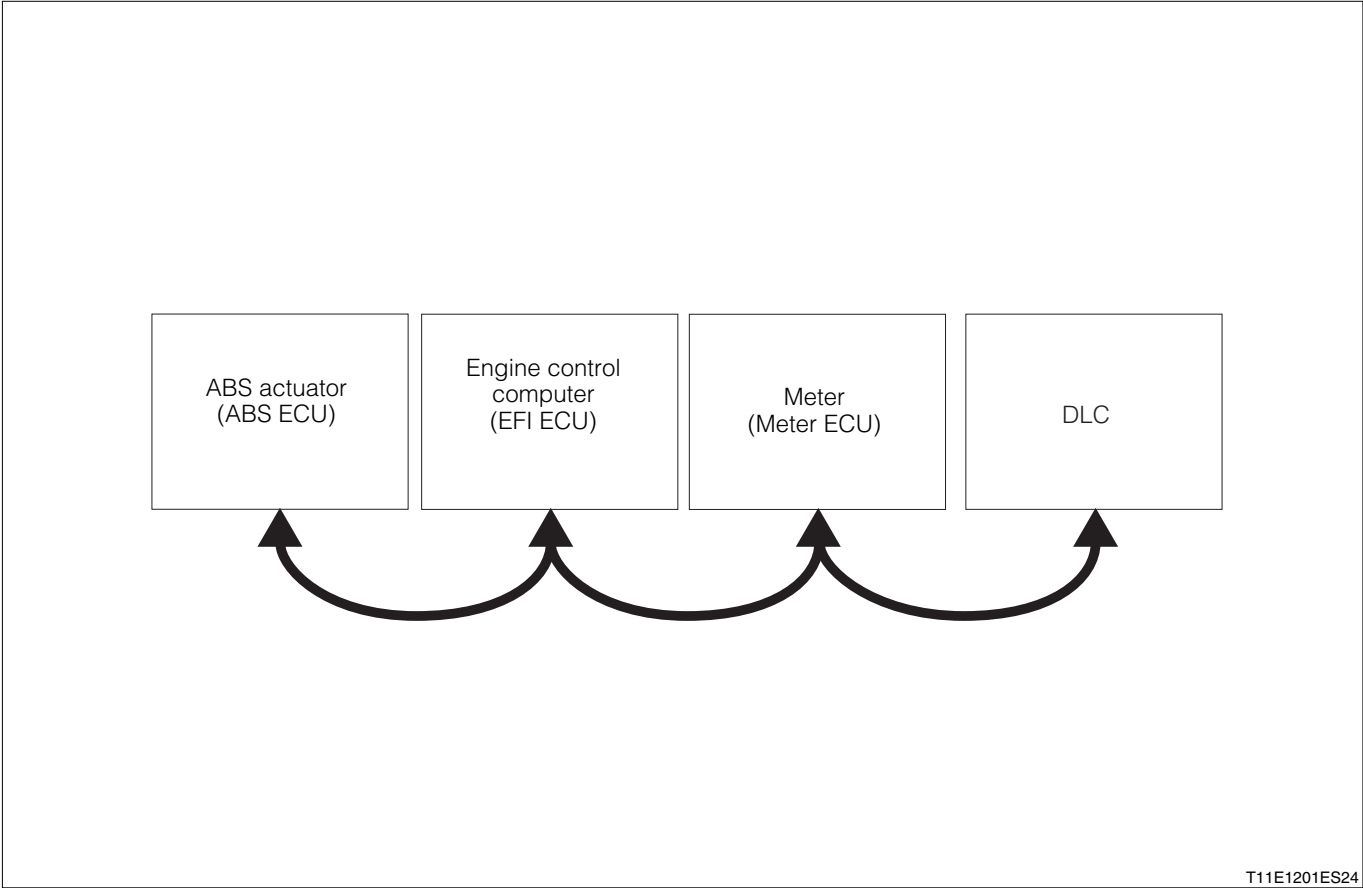 ABS actuator
(ABS ECU)
Engine control
computer
(EFI ECU)
Meter
(Meter ECU)
DLC
T11E1201ES24